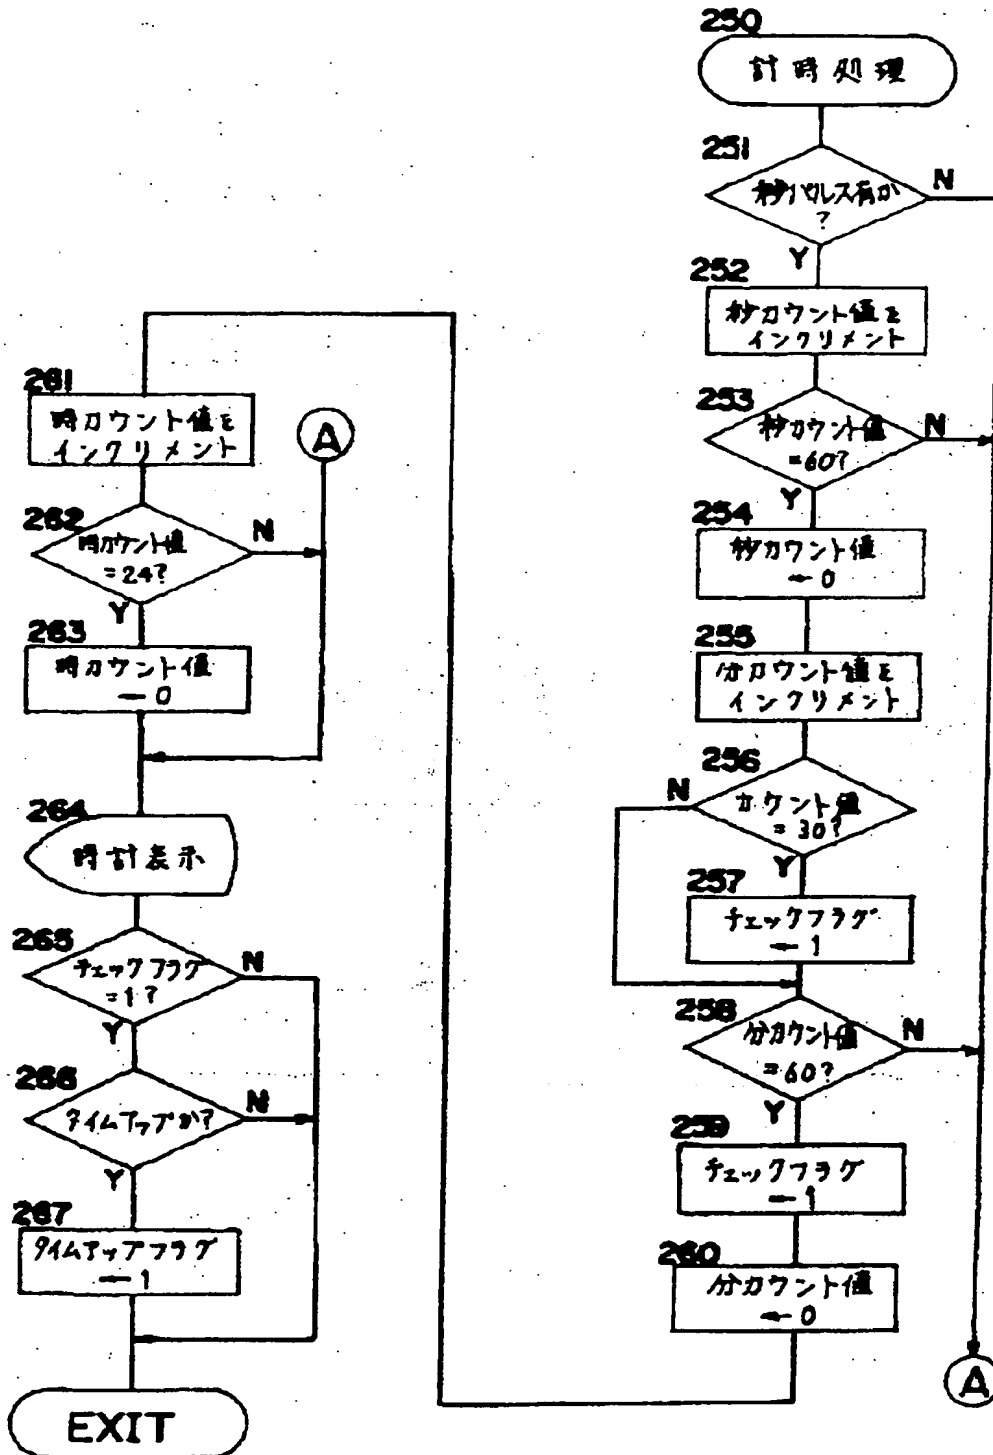 250
計時処理
251
秒パルス有か
?
N
Y
252
秒カウント値を
インクリメント
253
秒カウント値
=60?
N
Y
254
秒カウント値
←0
255
分カウント値を
インクリメント
256
カウント値
=30?
N
Y
257
チェックフラグ
←1
258
分カウント値
=60?
N
Y
259
チェックフラグ
←1
260
分カウント値
←0
A
261
時カウント値を
インクリメント
A
262
時カウント値
=24?
N
Y
263
時カウント値
←0
264
時計表示
265
チェックフラグ
=1?
N
Y
266
タイムアップか?
N
Y
267
タイムアップフラグ
←1
EXIT